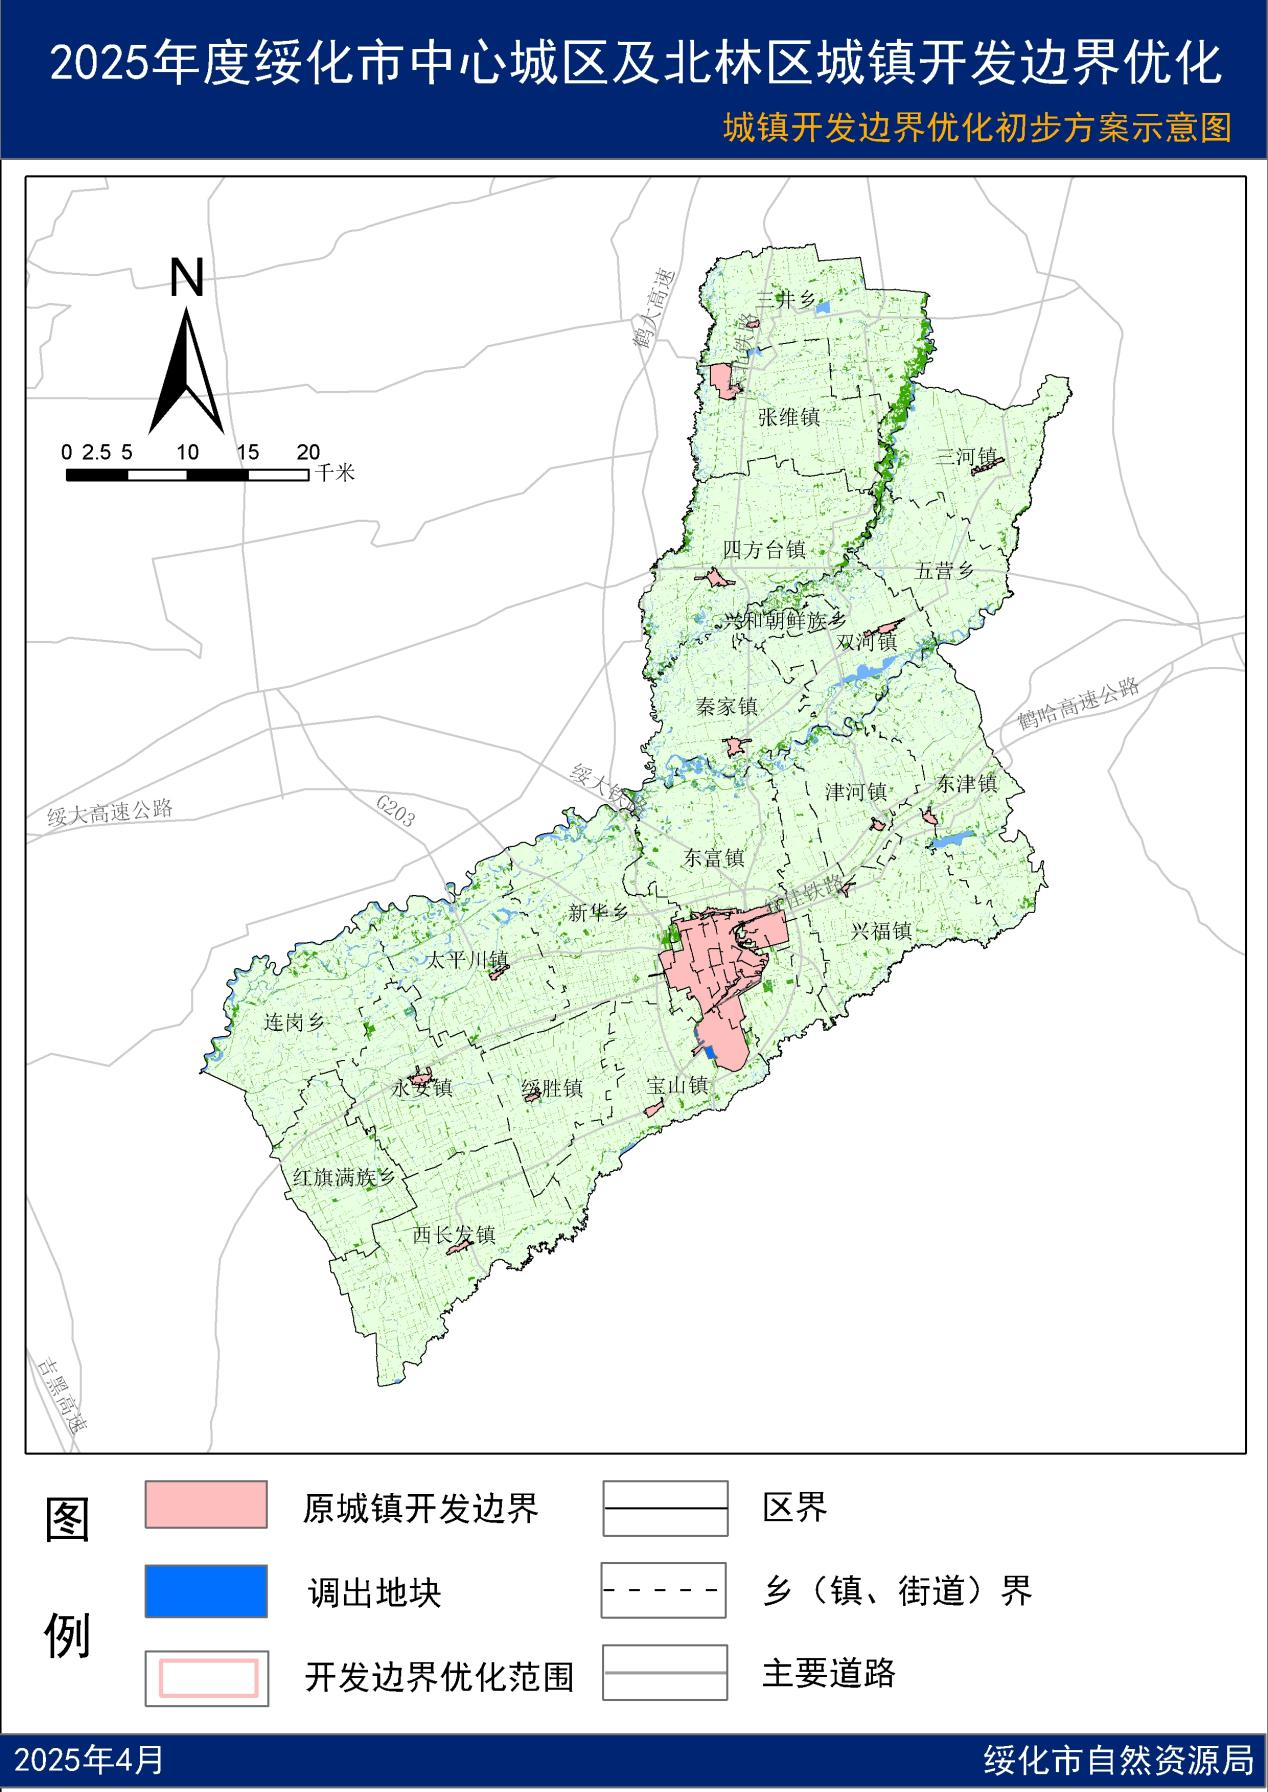 2025年度绥化市中心城区及北林区城镇开发边界优化
城镇开发边界优化初步方案示意图
N
0 2.5 5 10 15 20
千米
鹤大高速
三井乡
铁路
张维镇
三河镇
四方台镇
五营乡
兴和朝鲜族乡
双河镇
秦家镇
鹤哈高速公路
绥大铁路
津河镇
东津镇
绥大高速公路
G203
东富镇
绥佳铁路
新华乡
兴福镇
太平川镇
连岗乡
永安镇
绥胜镇
宝山镇
红旗满族乡
西长发镇
吉黑高速
图例
原城镇开发边界
区界
调出地块
乡（镇、街道）界
开发边界优化范围
主要道路
2025年4月
绥化市自然资源局